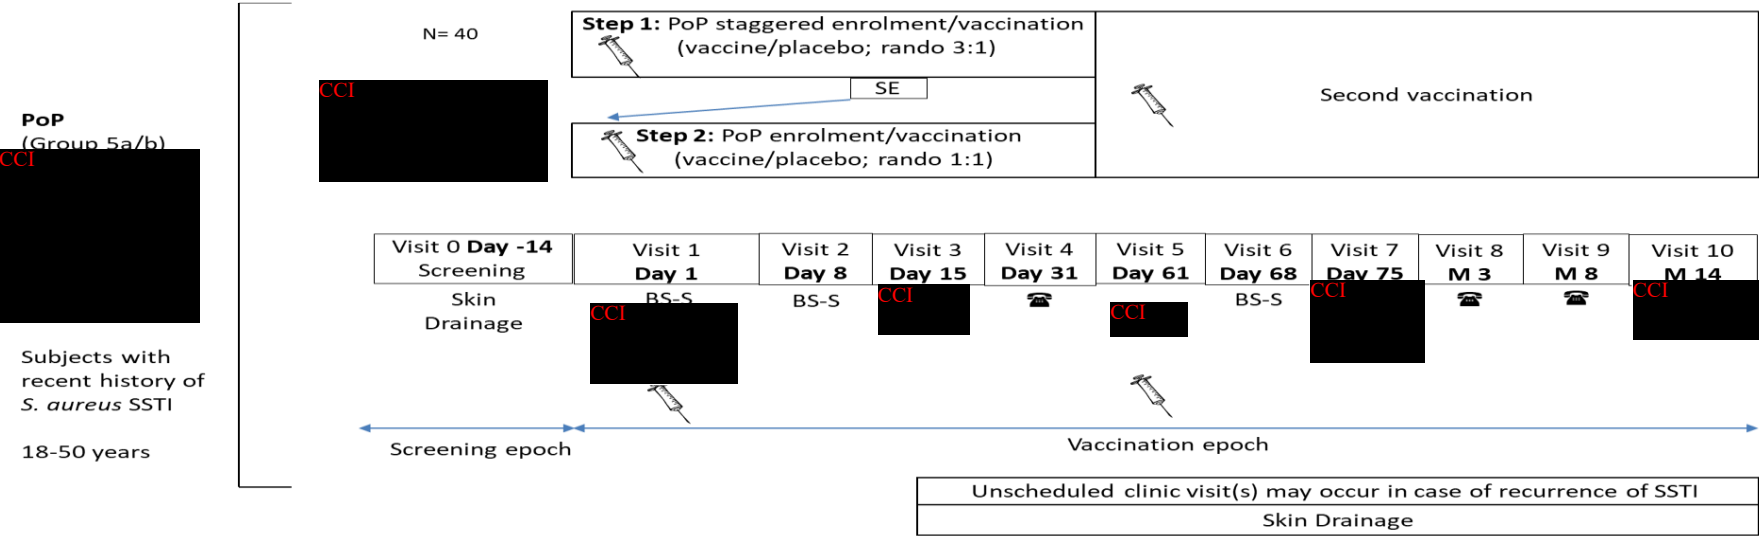 N= 40
Step 1: PoP staggered enrolment/vaccination
(vaccine/placebo; rando 3:1)
SE
Step 2: PoP enrolment/vaccination
(vaccine/placebo; rando 1:1)
Second vaccination
CCI
PoP
(Group 5a/b)
CCI
Subjects with
recent history of
S. aureus SSTI
18-50 years
Visit 0 Day -14
Screening
Skin
Drainage
Visit 1
Day 1
BS-S
CCI
Visit 2
Day 8
BS-S
Visit 3
Day 15
CCI
Visit 4
Day 31
Visit 5
Day 61
CCI
Visit 6
Day 68
BS-S
Visit 7
Day 75
CCI
Visit 8
M 3
Visit 9
M 8
Visit 10
M 14
CCI
Screening epoch
Vaccination epoch
Unscheduled clinic visit(s) may occur in case of recurrence of SSTI
Skin Drainage